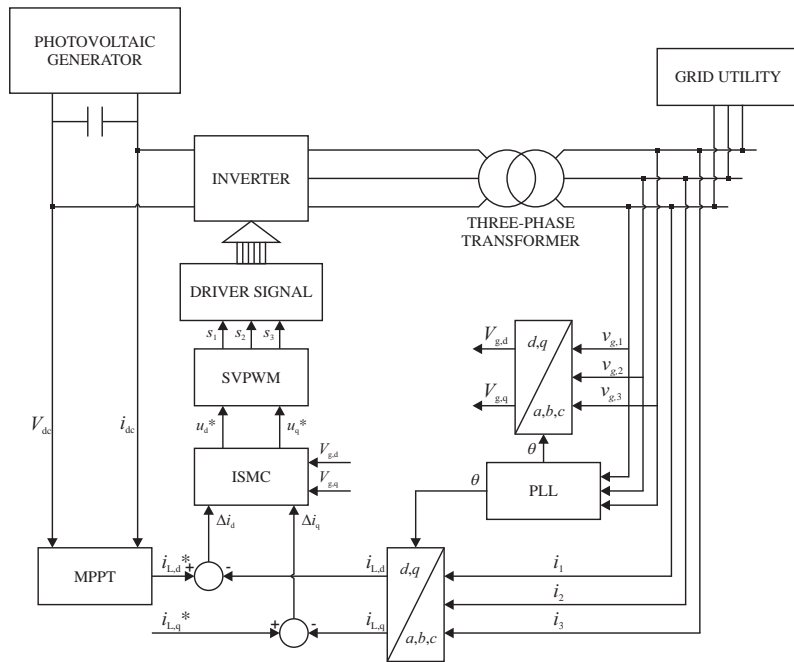 PHOTOVOLTAIC
GENERATOR
GRID UTILITY
INVERTER
THREE-PHASE
TRANSFORMER
DRIVER SIGNAL
s1 s2 s3
SVPWM
ud* uq*
Vdc idc
ISMC
Vg,d
Vg,q
Δid Δiq
Vg,d
Vg,q
d,q
a,b,c
vg,1
vg,2
vg,3
θ
θ
PLL
MPPT
iL,d* + -
iL,d
d,q
i1
i2
iL,q* + -
iL,q
a,b,c
i3